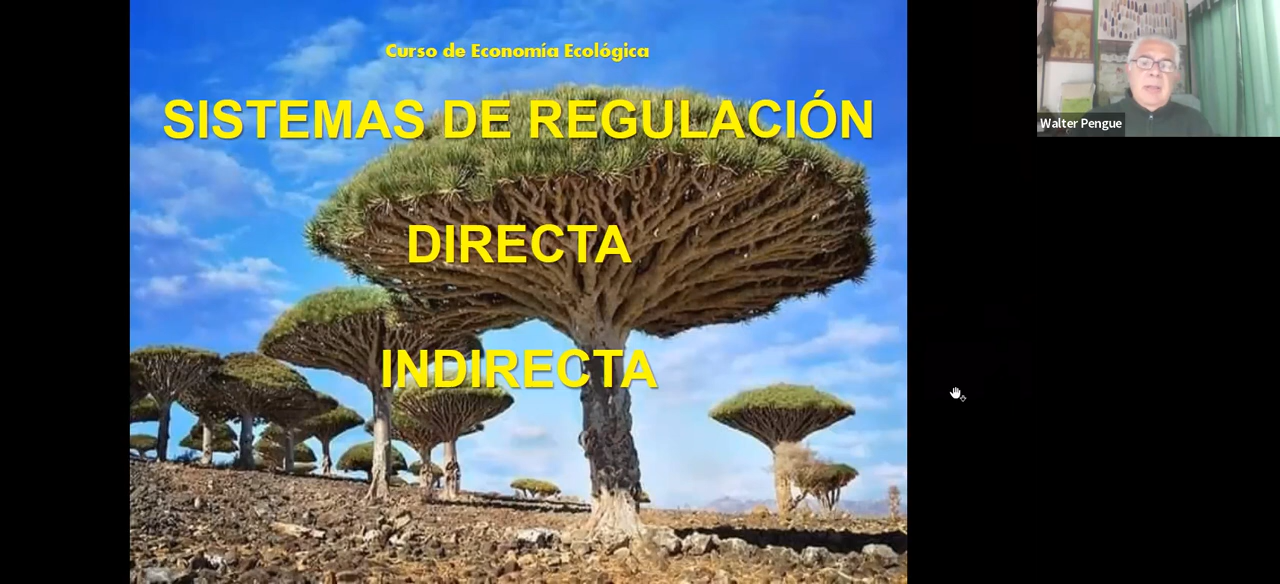 Curso de Economía Ecológica
SISTEMAS DE REGULACIÓN
DIRECTA
INDIRECTA
Walter Pengue